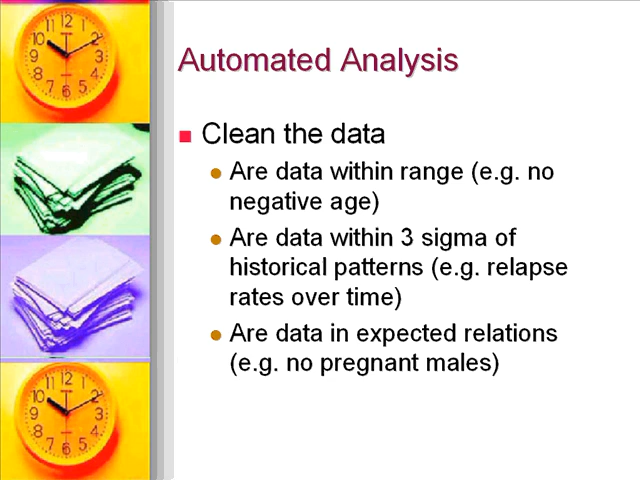 Automated Analysis
Clean the data
Are data within range (e.g. no
negative age)
Are data within 3 sigma of
historical patterns (e.g. relapse
rates over time)
Are data in expected relations
(e.g. no pregnant males)